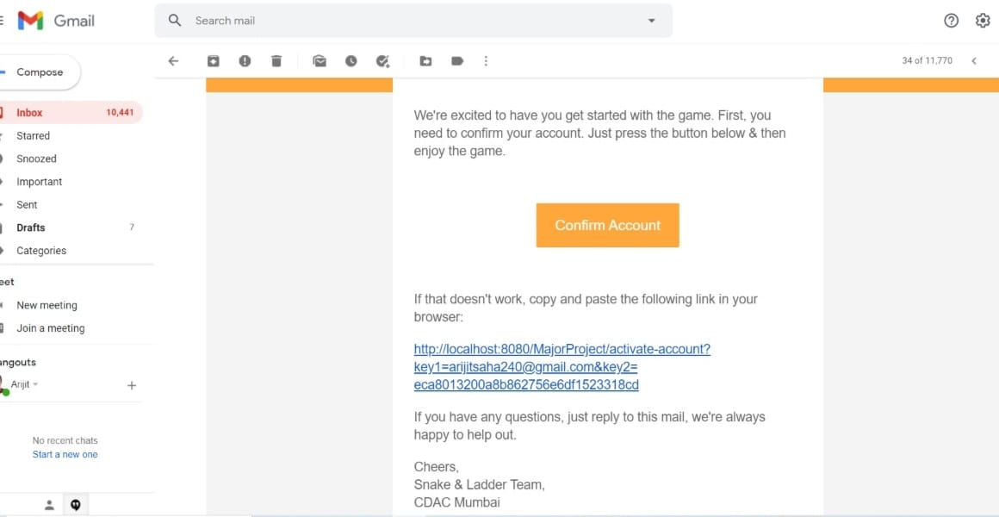 Gmail
Search mail
34 of 11,770
Compose
Inbox 10,441
Starred
Snoozed
Important
Sent
Drafts 7
Categories
New meeting
Join a meeting
Arijit
No recent chats
Start a new one
We're excited to have you get started with the game. First, you
need to confirm your account. Just press the button below & then
enjoy the game.
Confirm Account
If that doesn't work, copy and paste the following link in your
browser:
http://localhost:8080/MajorProject/activate-account?
key1=arijitsaha240@gmail.com&key2=
eca8013200a8b862756e6df1523318cd
If you have any questions, just reply to this mail, we're always
happy to help out.
Cheers,
Snake & Ladder Team,
CDAC Mumbai